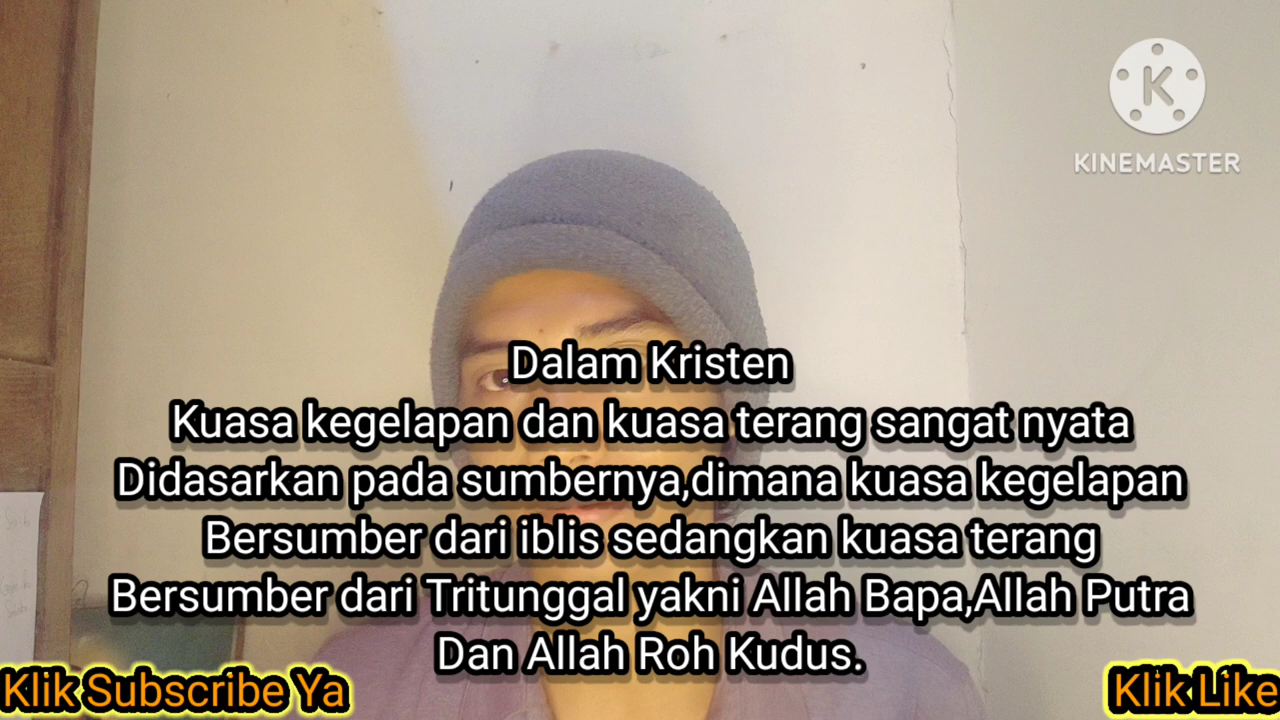 KINEMASTER
Dalam Kristen
Kuasa kegelapan dan kuasa terang sangat nyata
Didasarkan pada sumbernya,dimana kuasa kegelapan
Bersumber dari iblis sedangkan kuasa terang
Bersumber dari Tritunggal yakni Allah Bapa,Allah Putra
Dan Allah Roh Kudus.
Klik Subscribe Ya
Klik Like